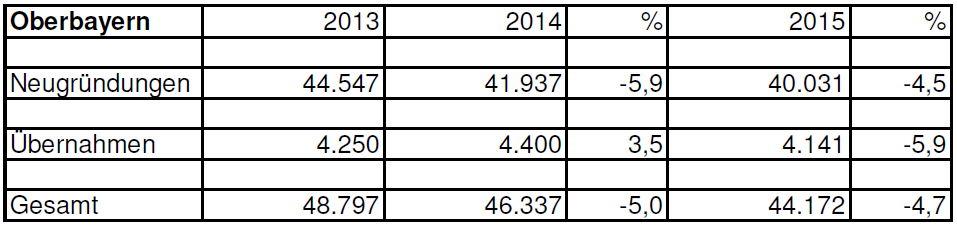 Oberbayern 2013 2014 % 2015 %
Neugründungen 44.547 41.937 -5,9 40.031 -4,5
Übernahmen 4.250 4.400 3,5 4.141 -5,9
Gesamt 48.797 46.337 -5,0 44.172 -4,7